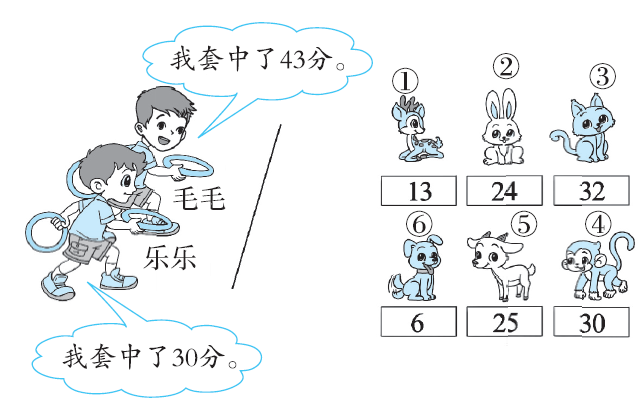 我套中了43分。
毛毛
乐乐
我套中了30分。
① ② ③
13 24 32
⑥ ⑤ ④
6 25 30